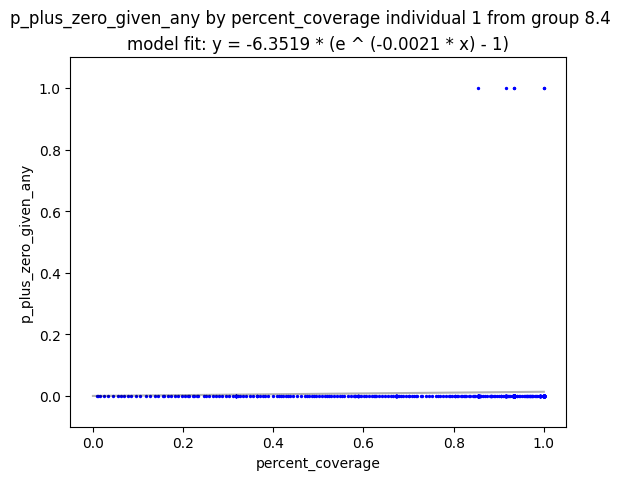 p_plus_zero_given_any by percent_coverage individual 1 from group 8.4
model fit: y = -6.3519 * (e ^ (-0.0021 * x) - 1)
1.0
0.8
0.6
0.4
0.2
0.0
p_plus_zero_given_any
0.0 0.2 0.4 0.6 0.8 1.0
percent_coverage